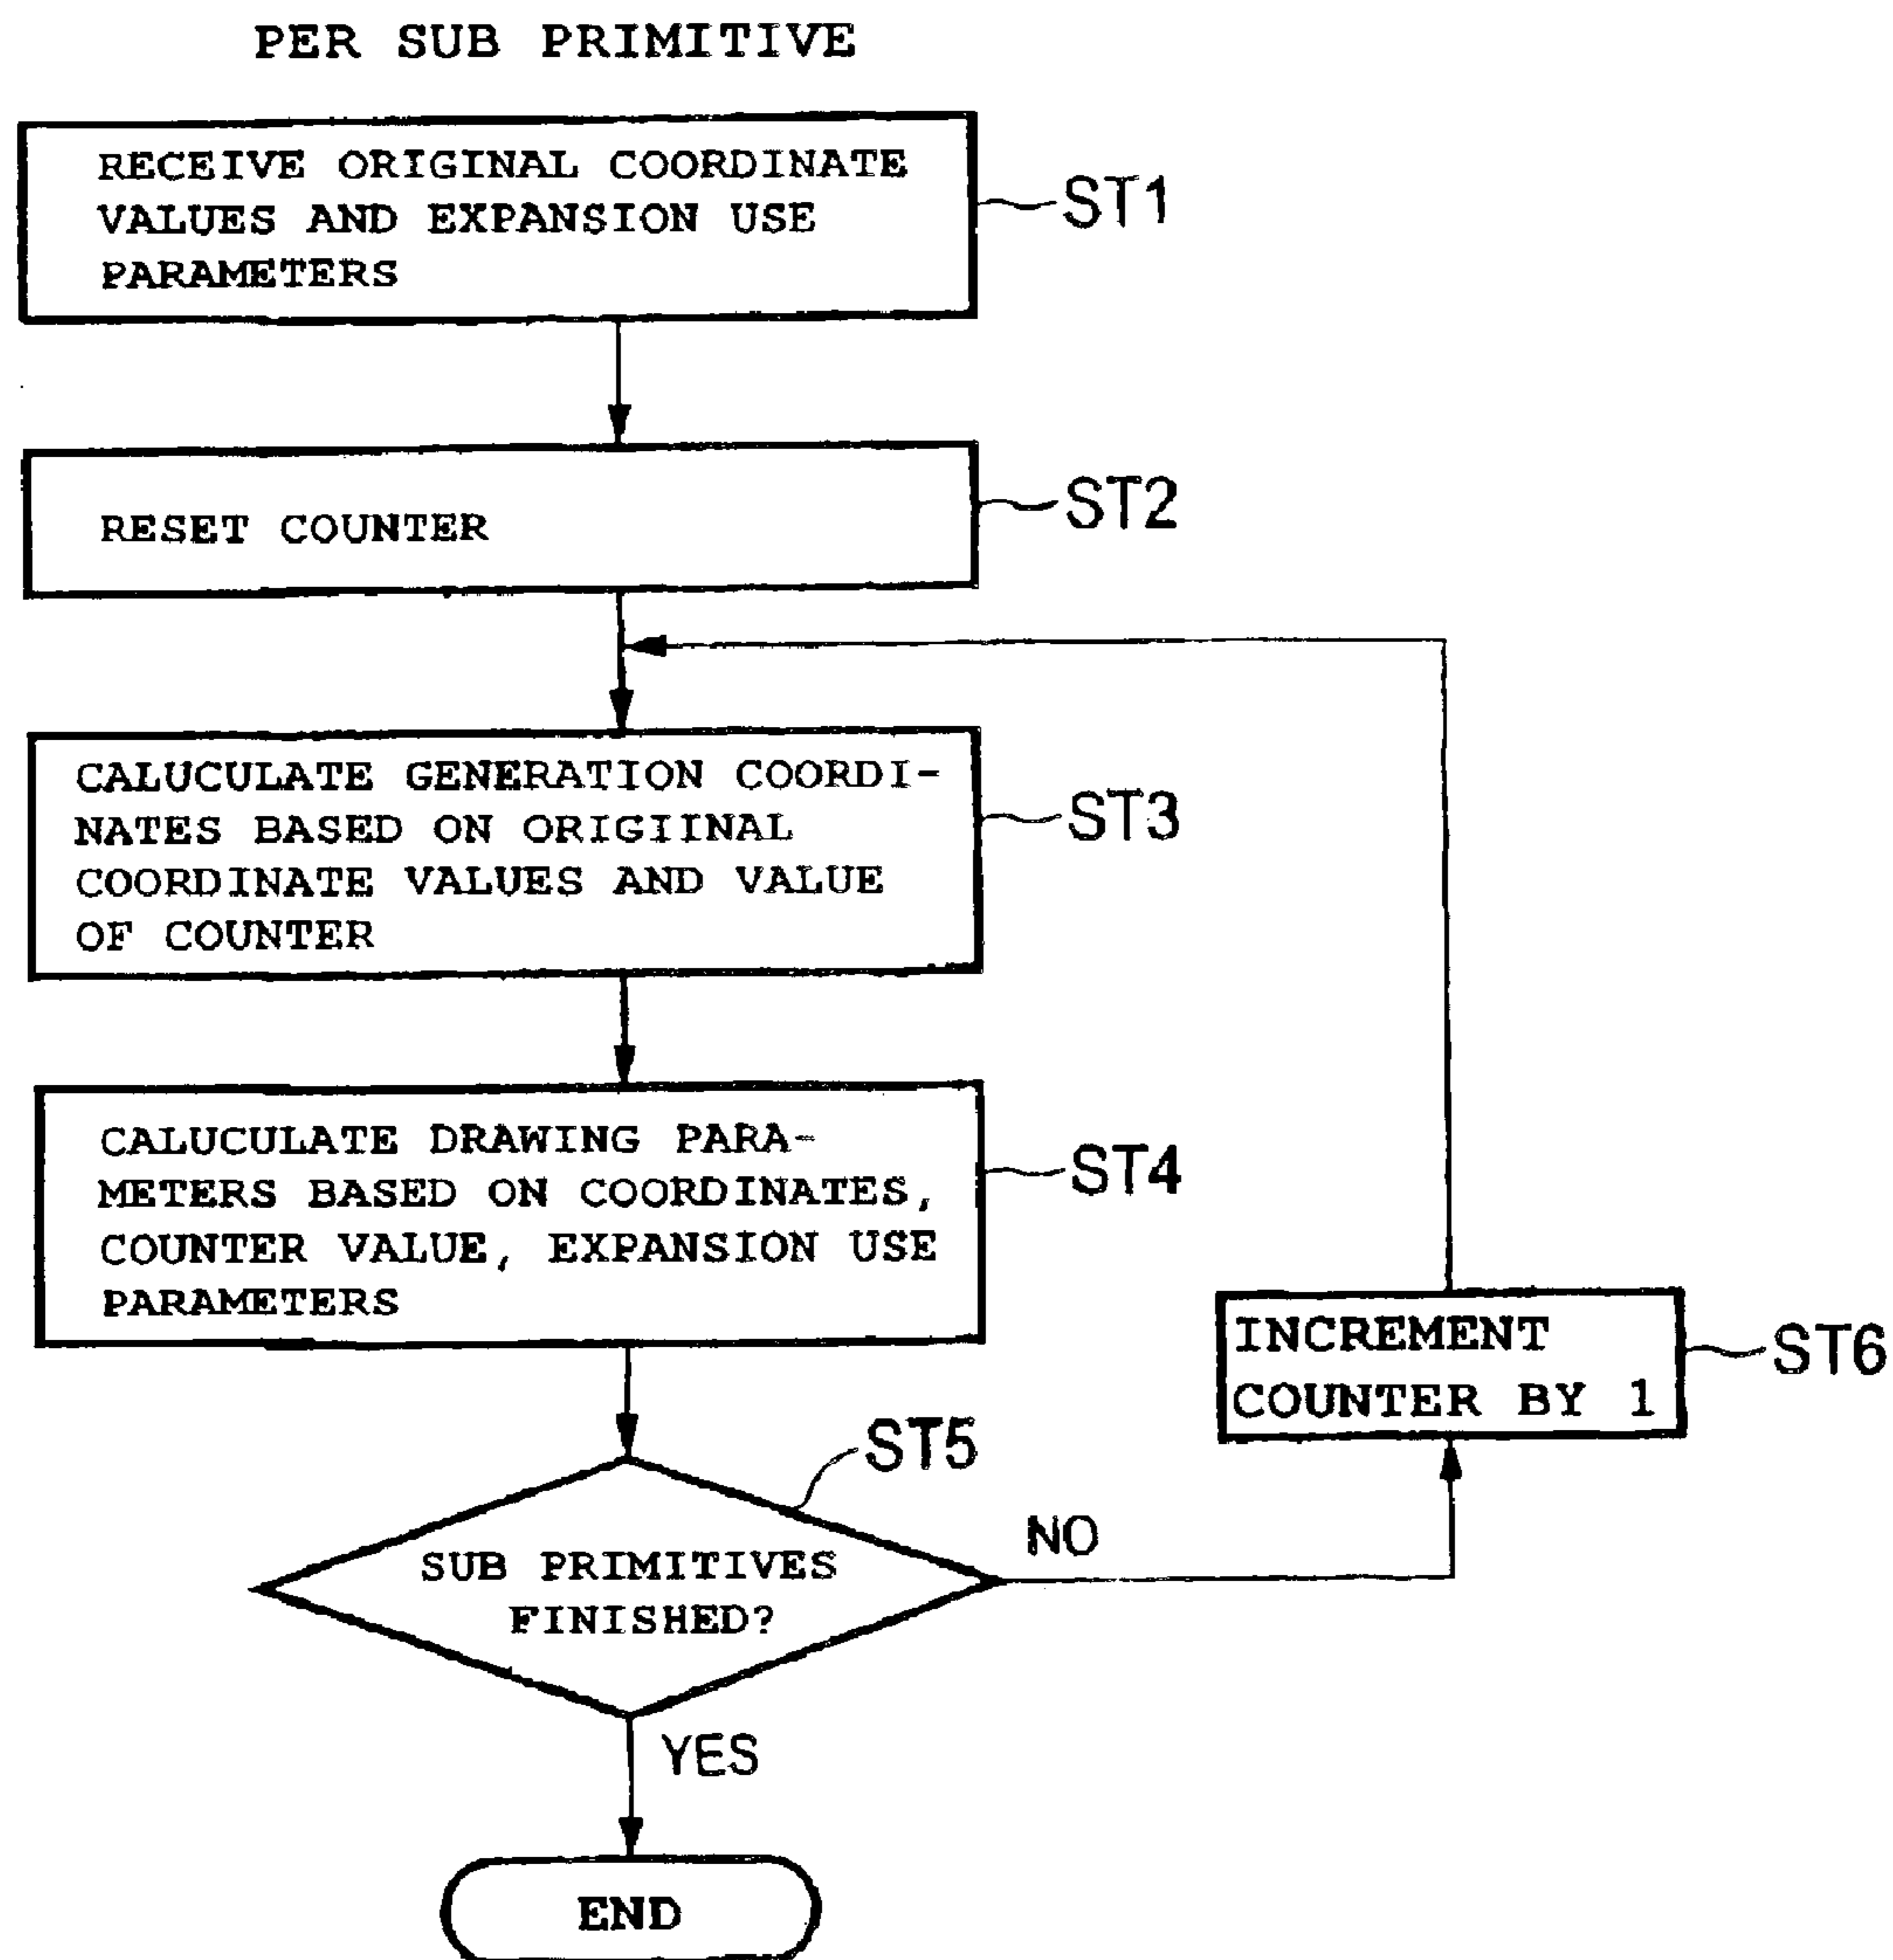 PER SUB PRIMITIVE
RECEIVE ORIGINAL COORDINATE
VALUES AND EXPANSION USE
PARAMETERS
ST1
RESET COUNTER
ST2
CALUCULATE GENERATION COORDI-
NATES BASED ON ORIGIINAL
COORDINATE VALUES AND VALUE
OF COUNTER
ST3
CALUCULATE DRAWING PARA-
METERS BASED ON COORDINATES,
COUNTER VALUE, EXPANSION USE
PARAMETERS
ST4
INCREMENT
COUNTER BY 1
ST6
ST5
SUB PRIMITIVES
FINISHED?
NO
YES
END